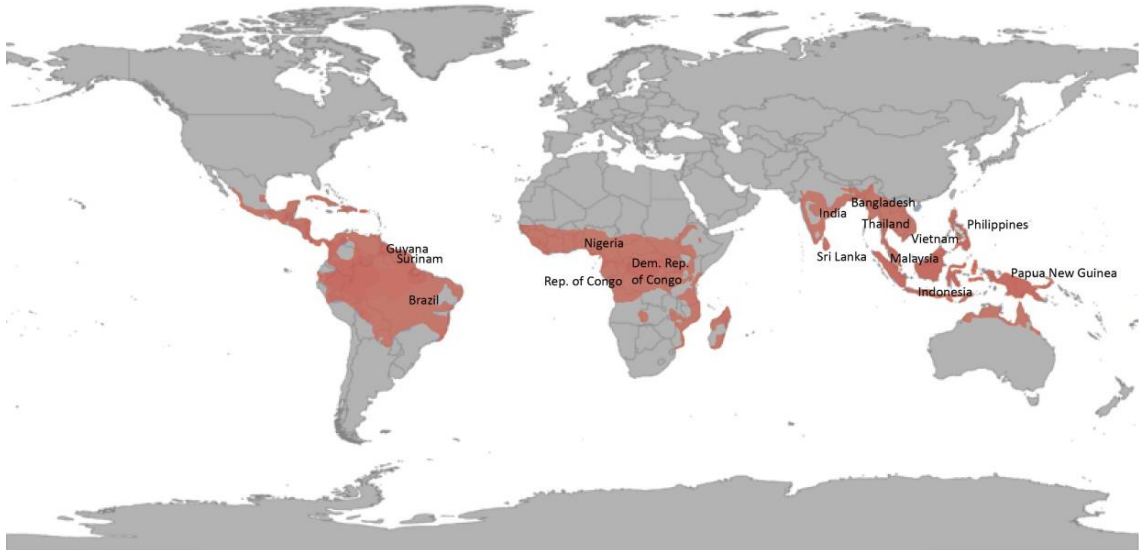 Guyana
Surinam
Brazil
Nigeria
Dem. Rep.
of Congo
Rep. of Congo
India
Bangladesh
Thailand
Vietnam
Philippines
Sri Lanka
Malaysia
Indonesia
Papua New Guinea